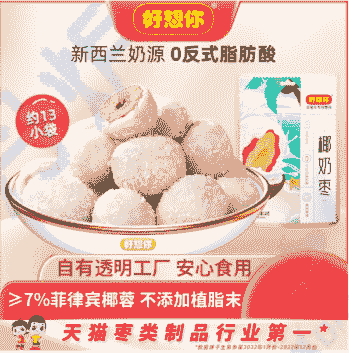 好想你
新西兰奶源 0反式脂肪酸
约13
小袋
好想你
椰奶枣
好想你
自有透明工厂 安心食用
≥7%菲律宾椰蓉 不添加植脂末
天猫枣类制品行业第一*